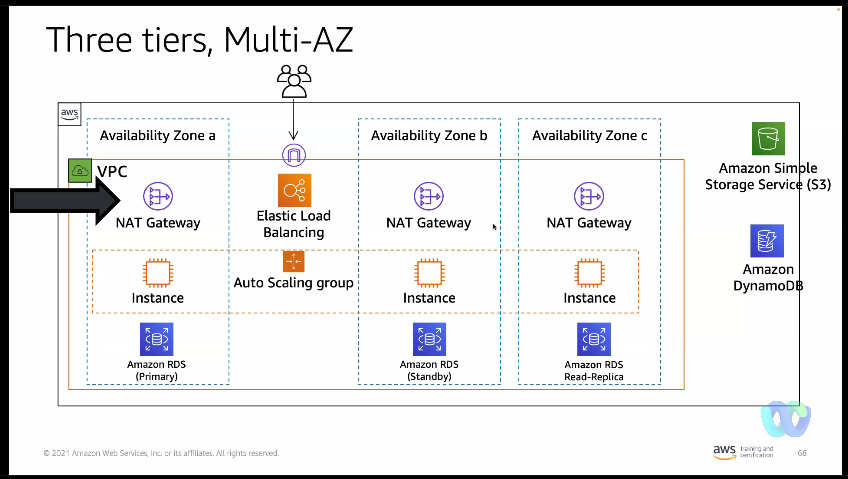 Three tiers, Multi-AZ
aws
Availability Zone a
Availability Zone b
Availability Zone c
VPC
NAT Gateway
Elastic Load
Balancing
NAT Gateway
NAT Gateway
Amazon Simple
Storage Service (S3)
Instance
Auto Scaling group
Instance
Instance
Amazon
DynamoDB
Amazon RDS
(Primary)
Amazon RDS
(Standby)
Amazon RDS
Read-Replica
© 2021 Amazon Web Services, Inc. or its affiliates. All rights reserved.
aws training and
certification
68